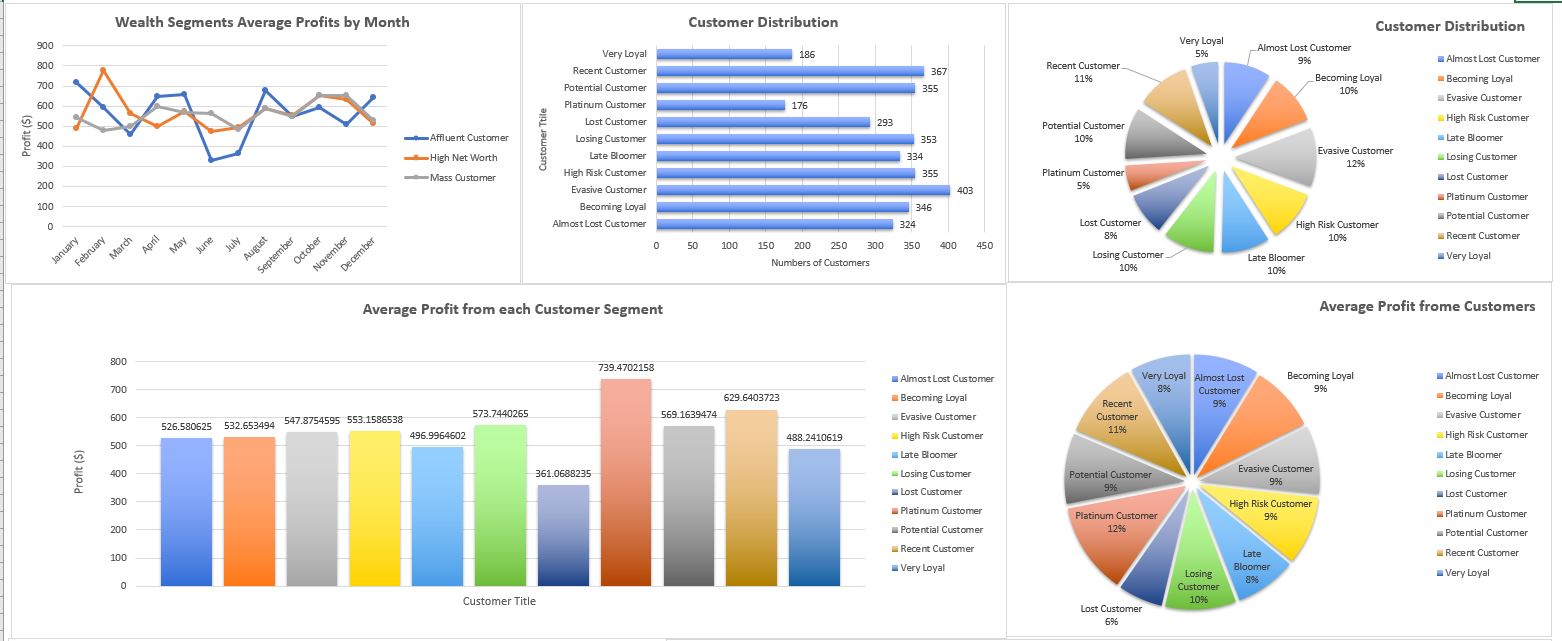 Wealth Segments Average Profits by Month
Profit ($)
900
800
700
600
500
400
300
200
100
0
January
February
March
April
May
June
July
August
September
October
November
December
Affluent Customer
High Net Worth
Mass Customer
Customer Distribution
Customer Ttile
Very Loyal 186
Recent Customer 367
Potential Customer 355
Platinum Customer 176
Lost Customer 293
Losing Customer 353
Late Bloomer 334
High Risk Customer 355
Evasive Customer 403
Becoming Loyal 346
Almost Lost Customer 324
0 50 100 150 200 250 300 350 400 450
Numbers of Customers
Customer Distribution
Very Loyal
5%
Almost Lost Customer
9%
Becoming Loyal
10%
Evasive Customer
12%
High Risk Customer
10%
Late Bloomer
10%
Losing Customer
10%
Lost Customer
8%
Platinum Customer
5%
Potential Customer
10%
Recent Customer
11%
Almost Lost Customer
Becoming Loyal
Evasive Customer
High Risk Customer
Late Bloomer
Losing Customer
Lost Customer
Platinum Customer
Potential Customer
Recent Customer
Very Loyal
Average Profit from each Customer Segment
Profit ($)
800
700
600
500
400
300
200
100
0
526.580625
532.653494
547.8754595
553.1586538
496.9964602
573.7440265
361.0688235
739.4702158
569.1639474
629.6403723
488.2410619
Customer Title
Almost Lost Customer
Becoming Loyal
Evasive Customer
High Risk Customer
Late Bloomer
Losing Customer
Lost Customer
Platinum Customer
Potential Customer
Recent Customer
Very Loyal
Average Profit frome Customers
Very Loyal
8%
Almost Lost
Customer
9%
Becoming Loyal
9%
Evasive Customer
9%
High Risk Customer
9%
Late
Bloomer
8%
Losing
Customer
10%
Lost Customer
6%
Platinum Customer
12%
Potential Customer
9%
Recent
Customer
11%
Almost Lost Customer
Becoming Loyal
Evasive Customer
High Risk Customer
Late Bloomer
Losing Customer
Lost Customer
Platinum Customer
Potential Customer
Recent Customer
Very Loyal